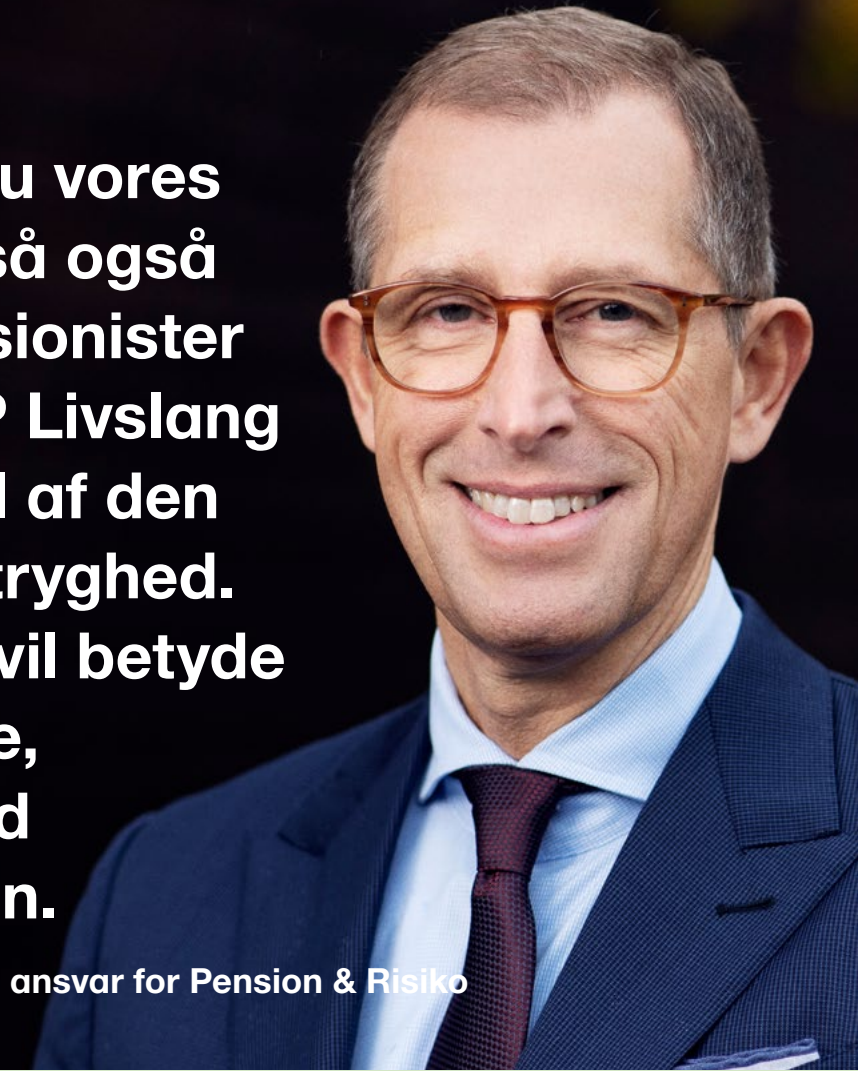 u vores
så også
sionister
P Livslang
l af den
tryghed.
vil betyde
e,
d
n.
ansvar for Pension & Risiko